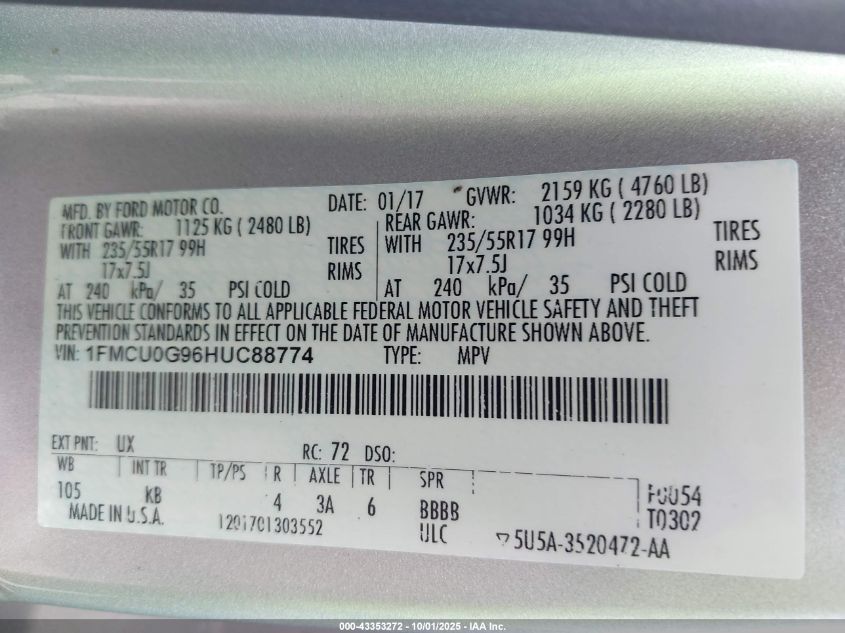 MFD. BY FORD MOTOR CO. DATE: 01/17 GVWR: 2159 KG ( 4760 LB)
FRONT GAWR: 1125 KG ( 2480 LB) REAR GAWR: 1034 KG ( 2280 LB)
WITH 235/55R17 99H TIRES WITH 235/55R17 99H TIRES
17x7.5J RIMS 17x7.5J RIMS
AT 240 kPa/ 35 PSI COLD AT 240 kPa/ 35 PSI COLD
THIS VEHICLE CONFORMS TO ALL APPLICABLE FEDERAL MOTOR VEHICLE SAFETY AND THEFT
PREVENTION STANDARDS IN EFFECT ON THE DATE OF MANUFACTURE SHOWN ABOVE.
VIN: 1FMCU0G96HUC88774 TYPE: MPV
EXT PNT: UX RC: 72 DSO:
WB INT TR TP/PS R AXLE TR SPR
105 KB 4 3A 6 BBBB F0054
MADE IN U.S.A. 1201701303552 ULC T0302
▽5U5A-3520472-AA
000-43353272 - 10/01/2025 - IAA Inc.